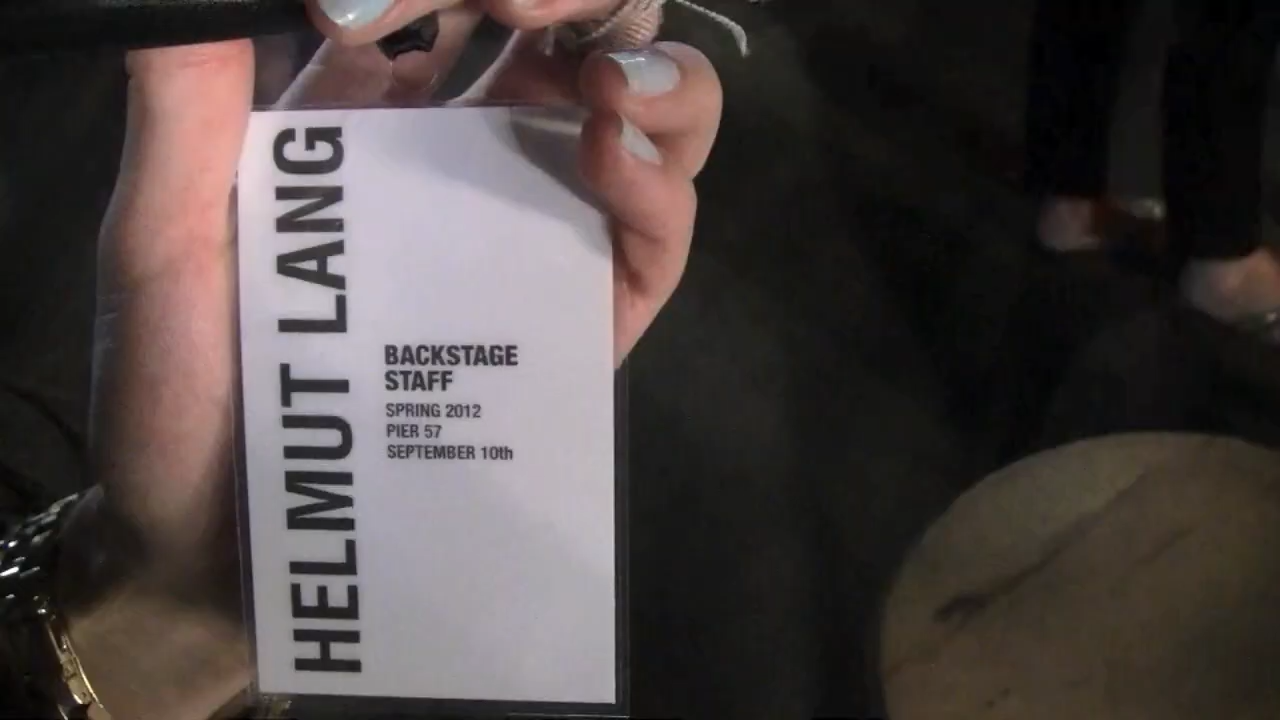 HELMUT LANG
BACKSTAGE
STAFF
SPRING 2012
PIER 57
SEPTEMBER 10th